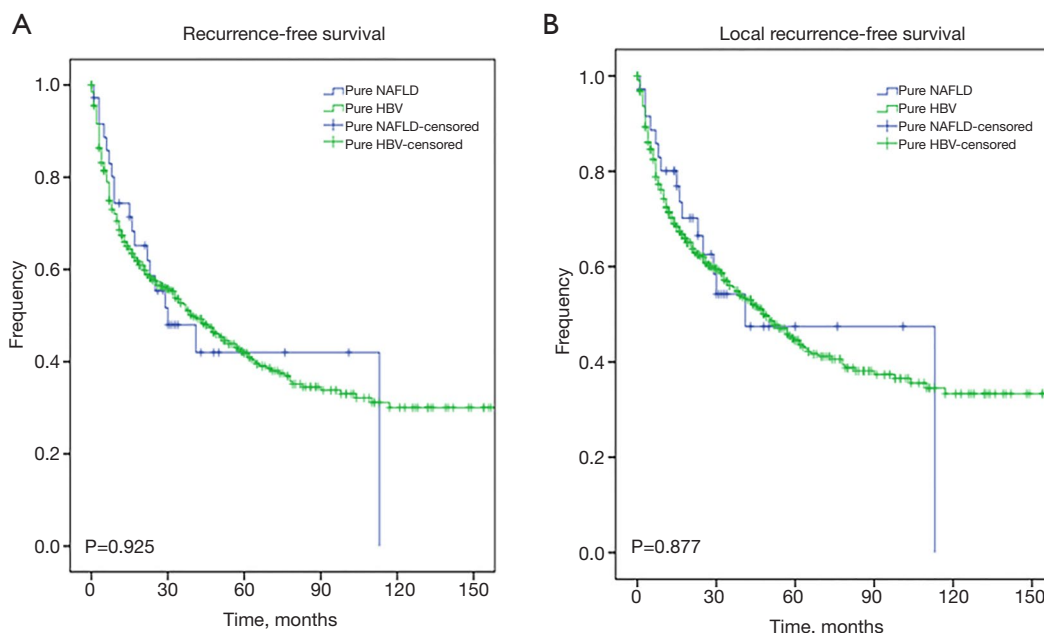 A
Recurrence-free survival
Pure NAFLD
Pure HBV
Pure NAFLD-censored
Pure HBV-censored
1.0
0.8
0.6
0.4
0.2
0.0
Frequency
P=0.925
0 30 60 90 120 150
Time, months
B
Local recurrence-free survival
Pure NAFLD
Pure HBV
Pure NAFLD-censored
Pure HBV-censored
1.0
0.8
0.6
0.4
0.2
0.0
Frequency
P=0.877
0 30 60 90 120 150
Time, months